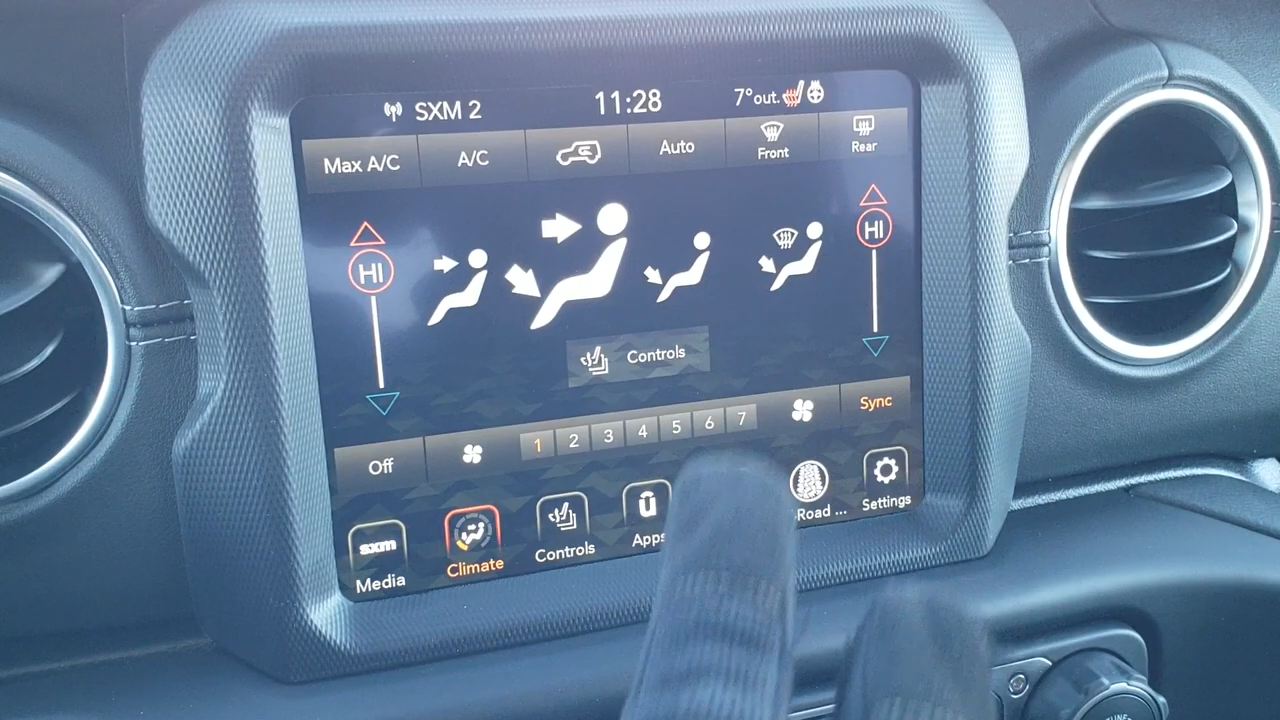 SXM 2 11:28 7°out.
Max A/C A/C Auto Front Rear
HI HI
Controls
Sync
Off 1 2 3 4 5 6 7
sxm Media Climate Controls Apps Road ... Settings
TUNE